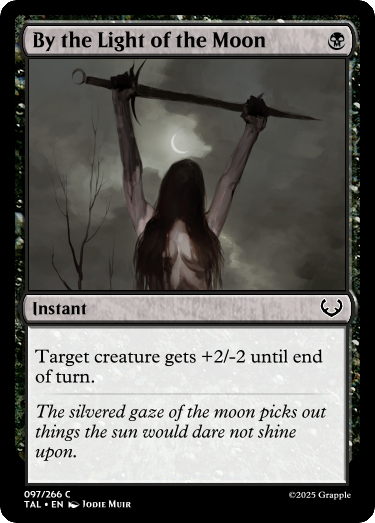 By the Light of the Moon
Instant
Target creature gets +2/-2 until end
of turn.
The silvered gaze of the moon picks out
things the sun would dare not shine
upon.
097/266 C
©2025 Grapple
TAL • EN Jodie Muir